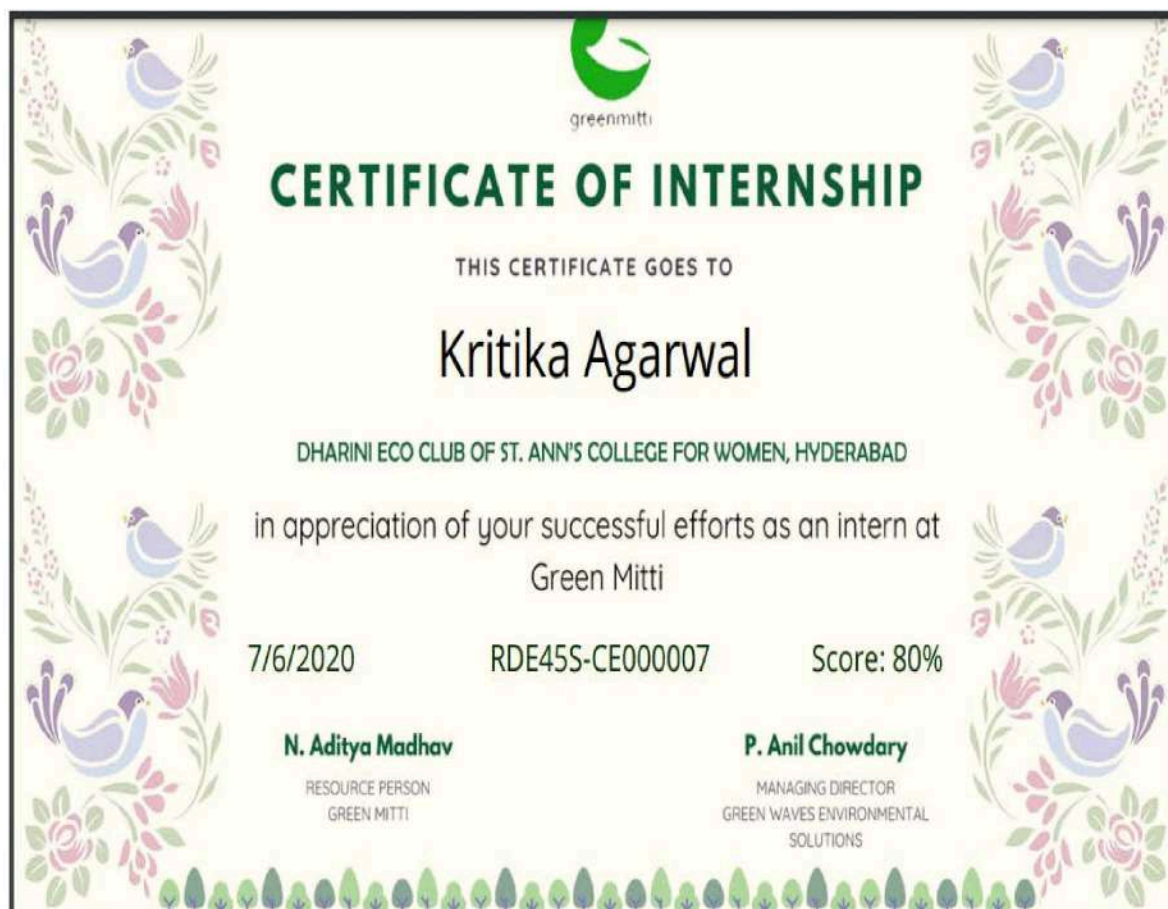 greenmitti
CERTIFICATE OF INTERNSHIP
THIS CERTIFICATE GOES TO
Kritika Agarwal
DHARINI ECO CLUB OF ST. ANN'S COLLEGE FOR WOMEN, HYDERABAD
in appreciation of your successful efforts as an intern at
Green Mitti
7/6/2020 RDE45S-CE000007 Score: 80%
N. Aditya Madhav
RESOURCE PERSON
GREEN MITTI
P. Anil Chowdary
MANAGING DIRECTOR
GREEN WAVES ENVIRONMENTAL
SOLUTIONS